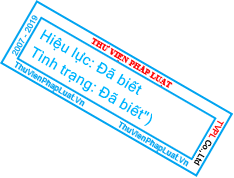 THƯ VIỆN PHÁP LUẬT
2007 - 2019
Hiệu lực: Đã biết
Tình trạng: Đã biết")
ThuVienPhapLuat.Vn
ThuVienPhapLuat.Vn
TVPL Co., Ltd